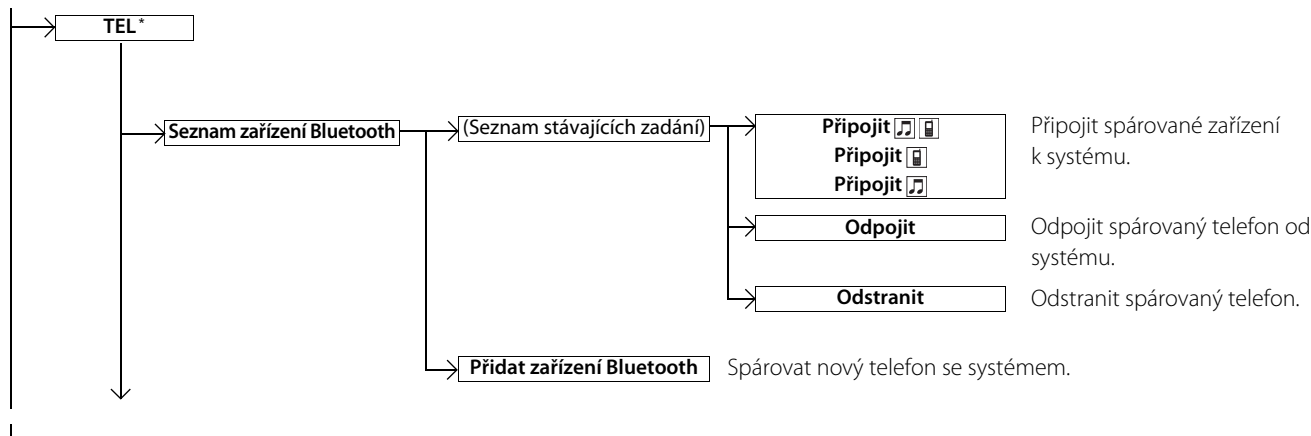 TEL*
Seznam zařízení Bluetooth
(Seznam stávajících zadání)
Připojit
Připojit
Připojit
Připojit spárované zařízení
k systému.
Odpojit
Odpojit spárovaný telefon od
systému.
Odstranit
Odstranit spárovaný telefon.
Přidat zařízení Bluetooth
Spárovat nový telefon se systémem.